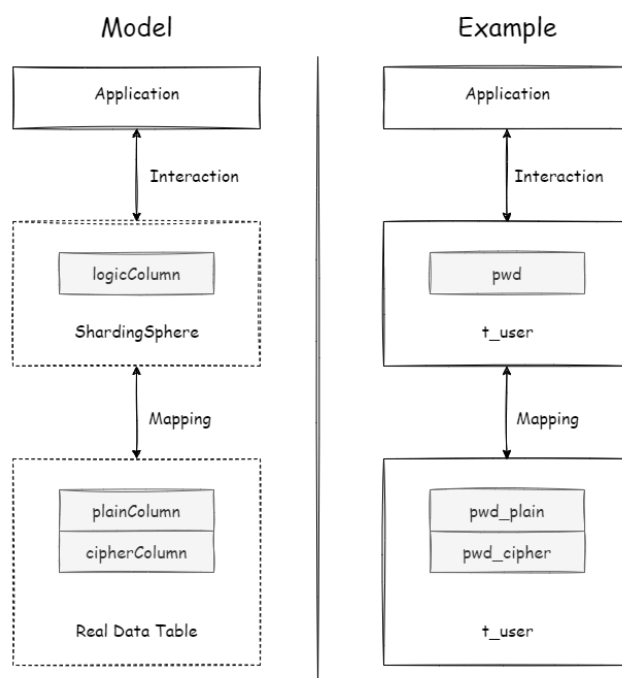 Model
Application
Interaction
logicColumn
ShardingSphere
Mapping
plainColumn
cipherColumn
Real Data Table
Example
Application
Interaction
pwd
t_user
Mapping
pwd_plain
pwd_cipher
t_user